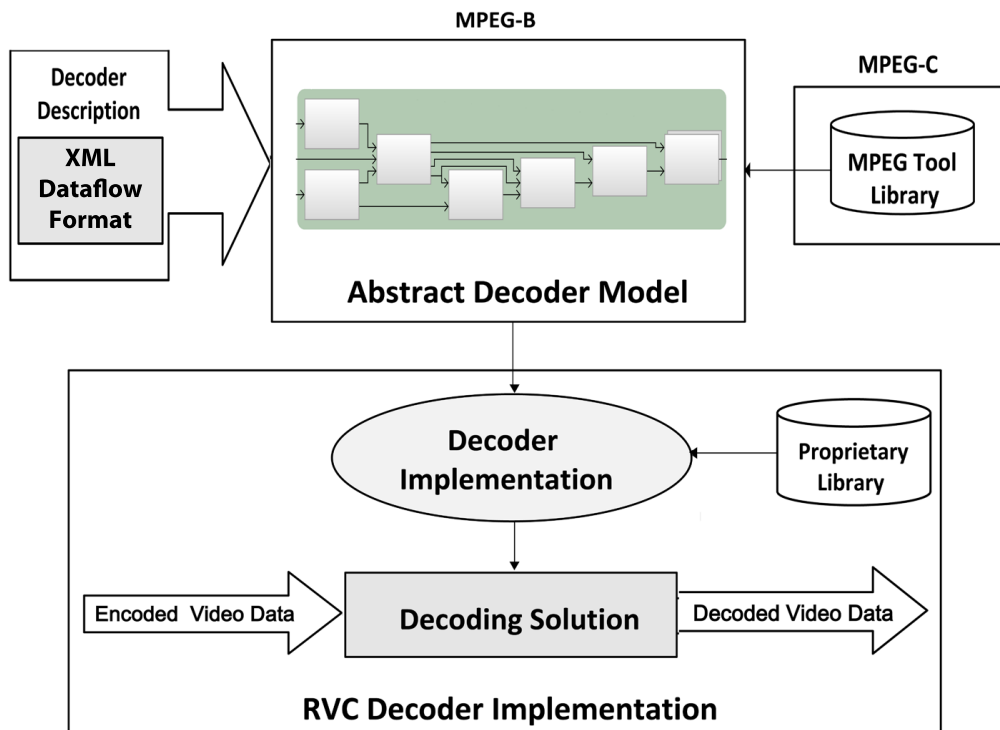 MPEG-B
Decoder
Description
XML
Dataflow
Format
MPEG-C
MPEG Tool
Library
Abstract Decoder Model
Decoder
Implementation
Proprietary
Library
Encoded Video Data
Decoding Solution
Decoded Video Data
RVC Decoder Implementation